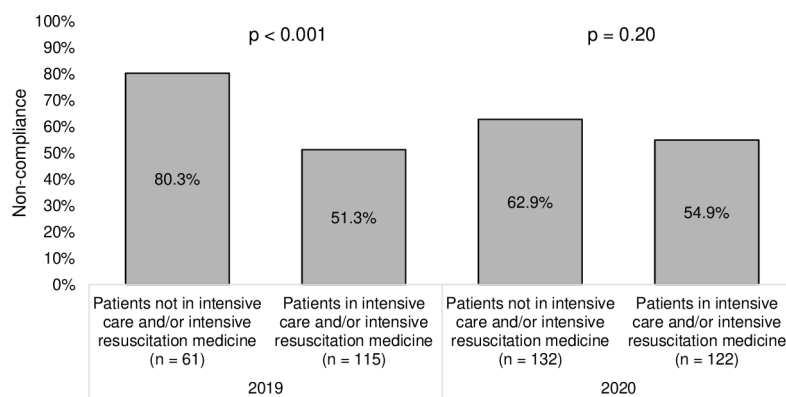 100%
90%
80%
70%
60%
50%
40%
30%
20%
10%
0%
Non-compliance
p < 0.001
p = 0.20
80.3%
51.3%
62.9%
54.9%
Patients not in intensive
care and/or intensive
resuscitation medicine
(n = 61)
Patients in intensive
care and/or intensive
resuscitation medicine
(n = 115)
Patients not in intensive
care and/or intensive
resuscitation medicine
(n = 132)
Patients in intensive
care and/or intensive
resuscitation medicine
(n = 122)
2019
2020